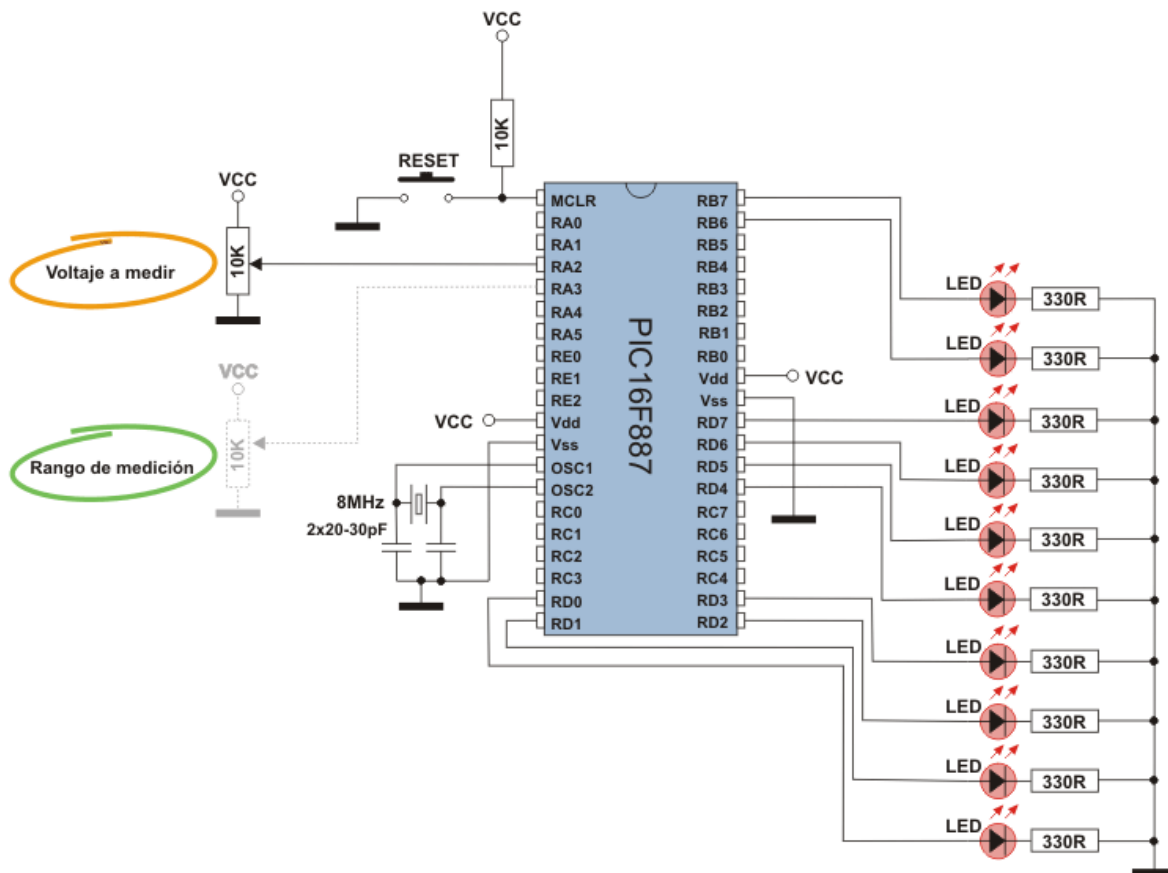 VCC
10K
RESET
VCC
10K
Voltaje a medir
VCC
10K
Rango de medición
VCC
8MHz
2x20-30pF
PIC16F887
MCLR
RA0
RA1
RA2
RA3
RA4
RA5
RE0
RE1
RE2
Vdd
Vss
OSC1
OSC2
RC0
RC1
RC2
RC3
RD0
RD1
RB7
RB6
RB5
RB4
RB3
RB2
RB1
RB0
Vdd
Vss
RD7
RD6
RD5
RD4
RC7
RC6
RC5
RC4
RD3
RD2
VCC
LED 330R
LED 330R
LED 330R
LED 330R
LED 330R
LED 330R
LED 330R
LED 330R
LED 330R
LED 330R